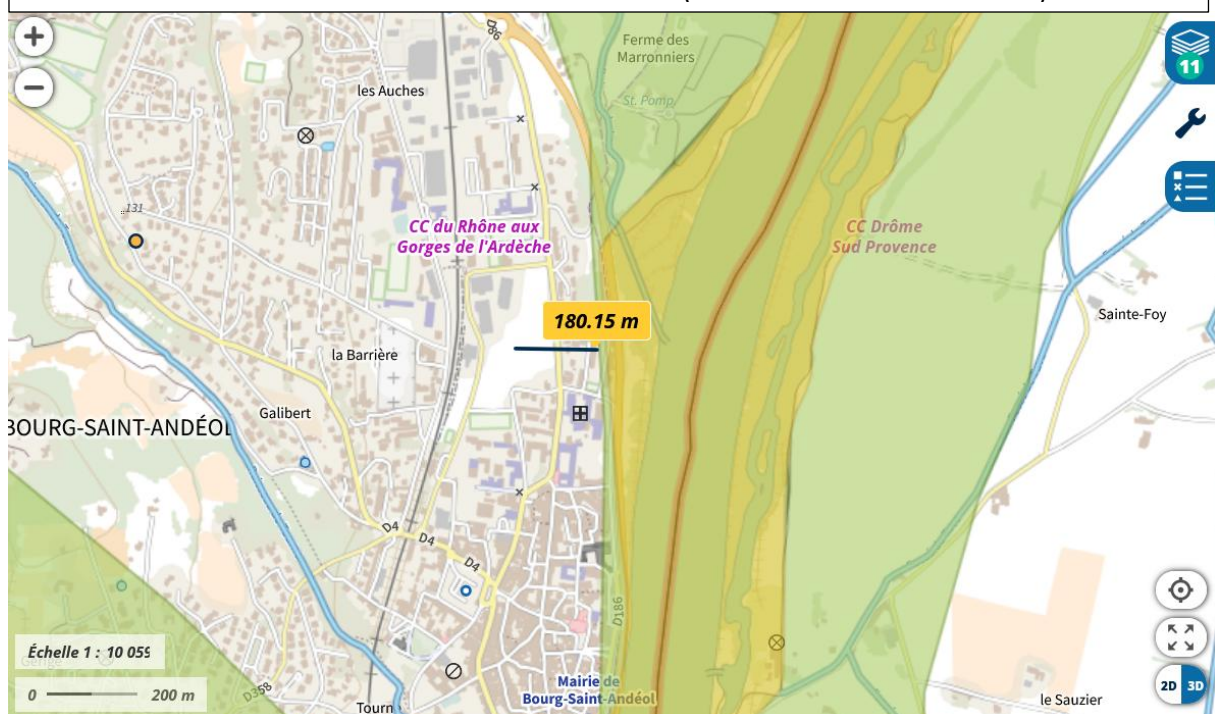 D86
Ferme des
Marronniers
11
les Auches
St. Pomp
131
CC du Rhône aux
Gorges de l'Ardèche
CC Drôme
Sud Provence
180.15 m
Sainte-Foy
la Barrière
Galibert
BOURG-SAINT-ANDÉOL
D4
D4
D4
D186
Échelle 1 : 10 059
0
200 m
D358
Tourn
Mairie de
Bourg-Saint-Andéol
2D
3D
le Sauzier